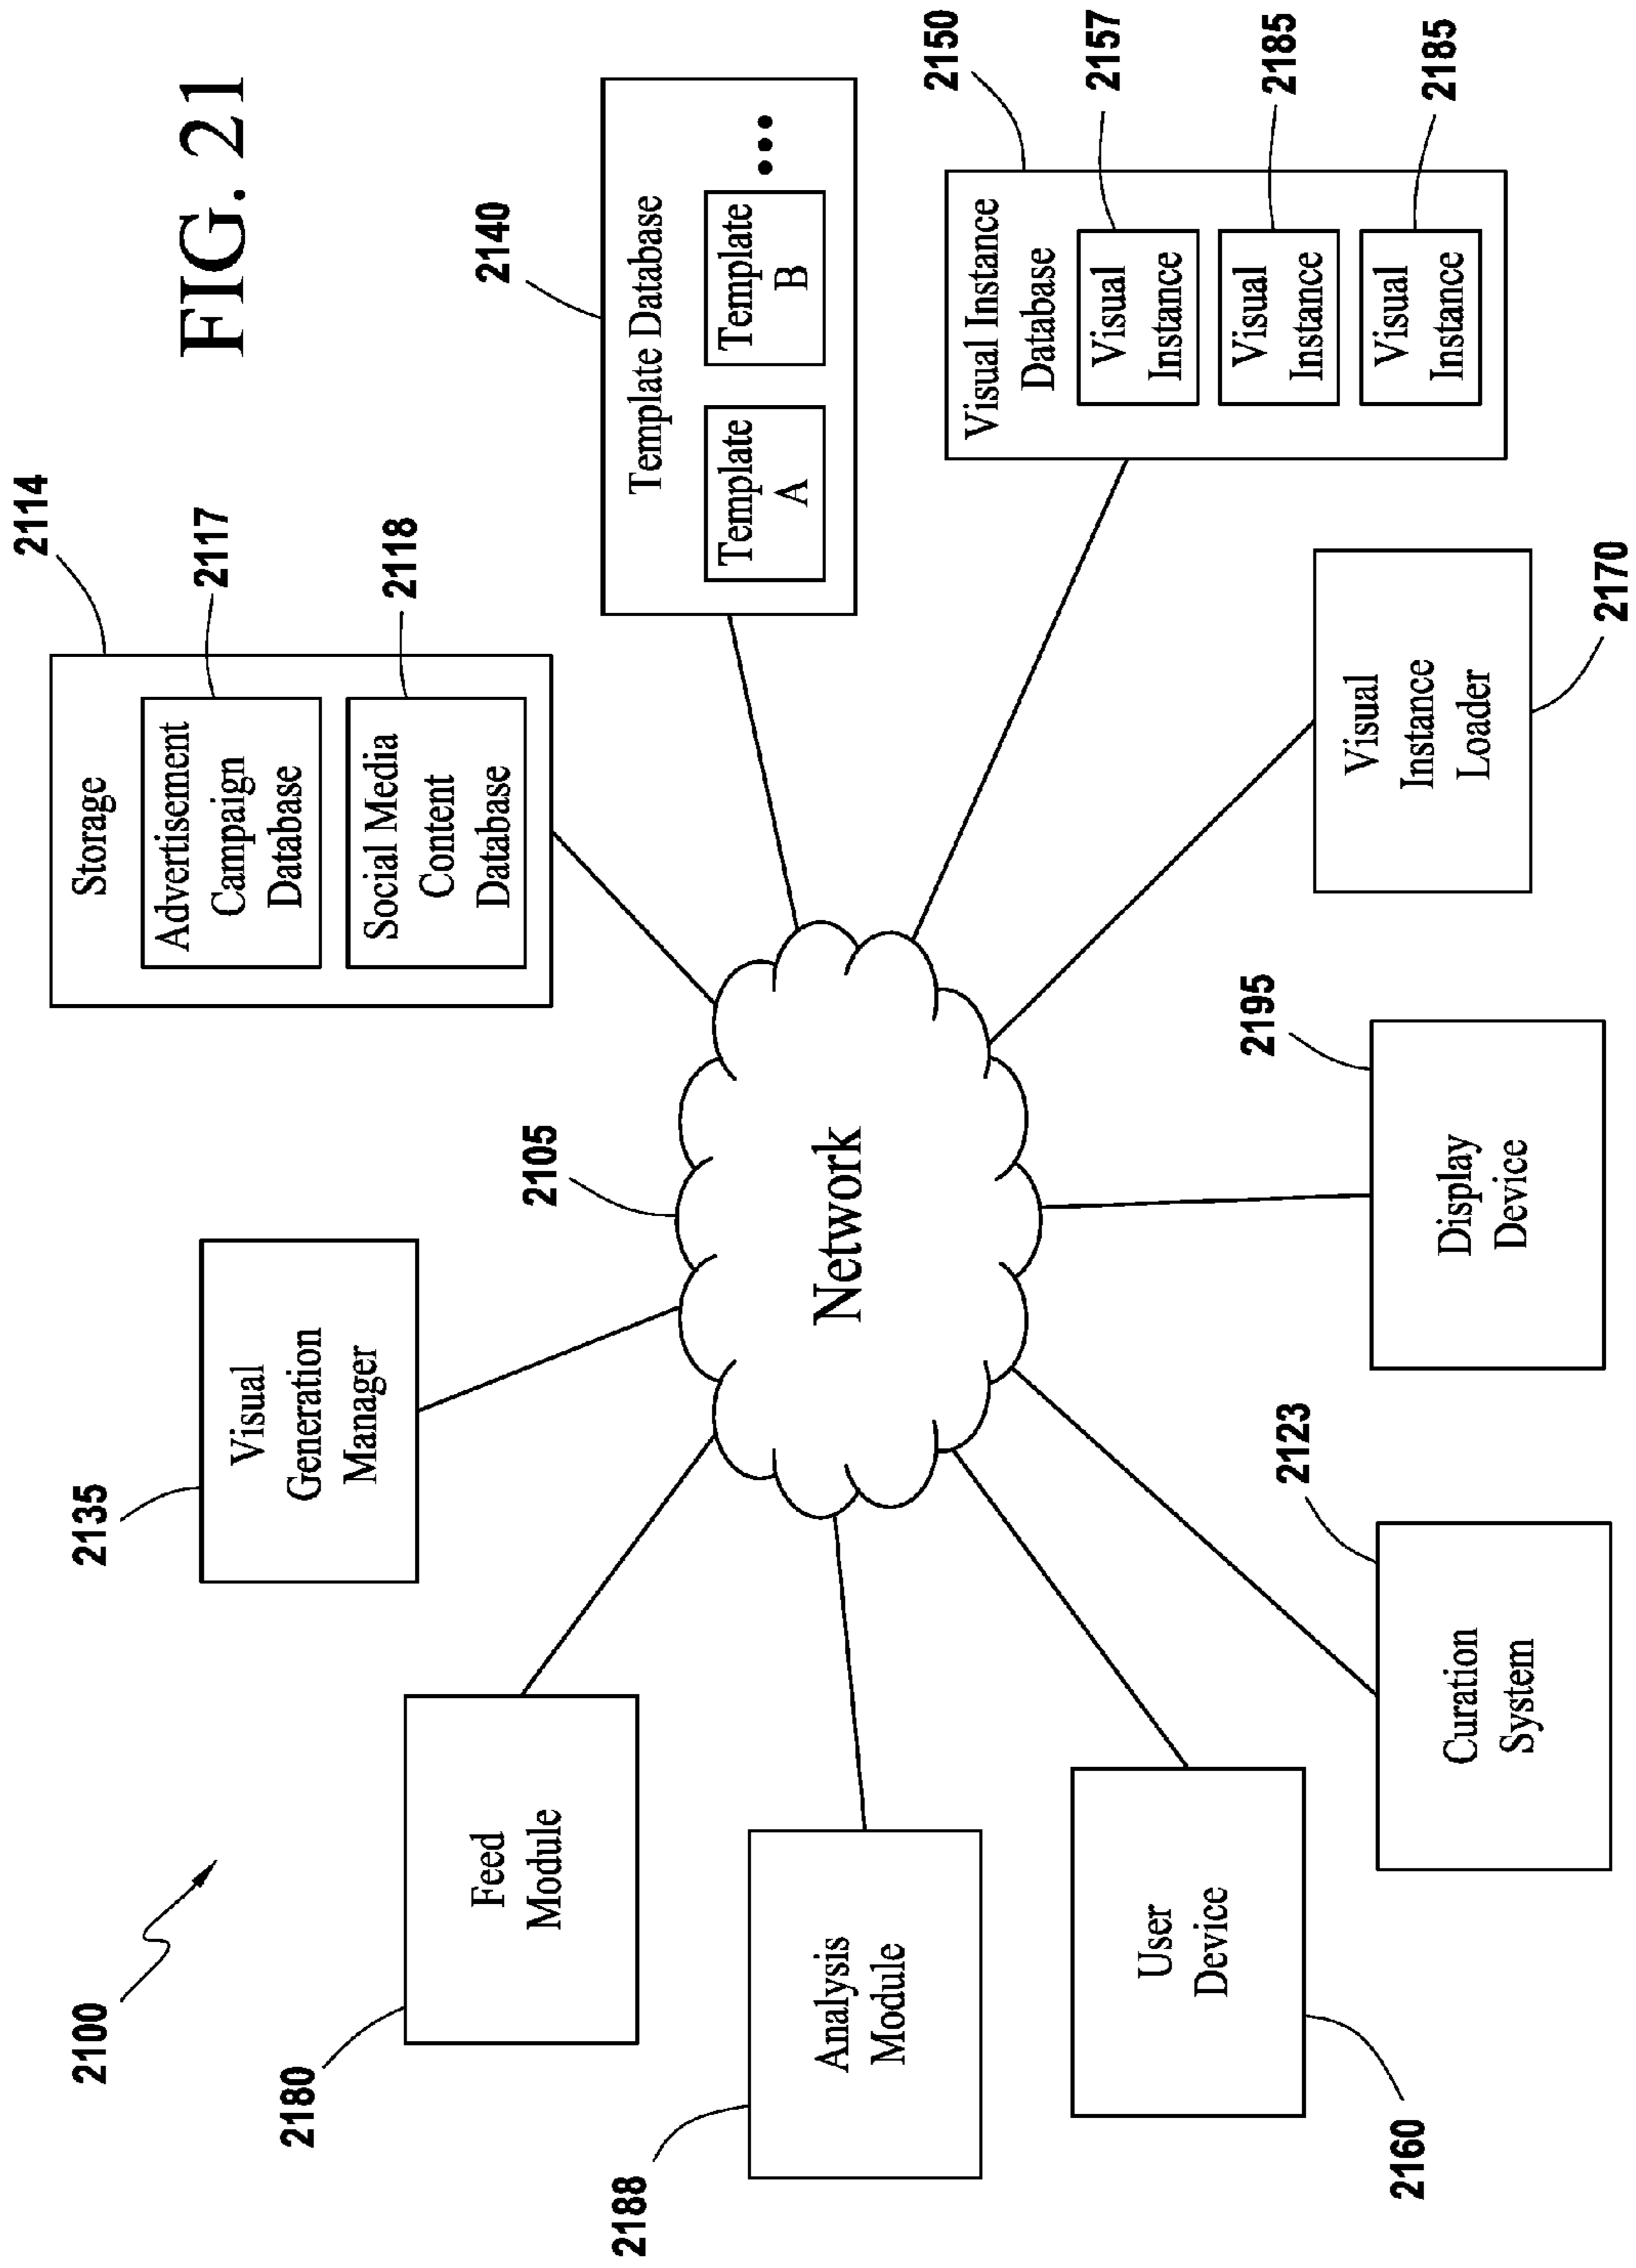 FIG. 21
2100
2135
Visual
Generation
Manager
2114
Storage
2117
Advertisement
Campaign
Database
2118
Social Media
Content
Database
2180
Feed
Module
2105
Network
2140
Template Database
Template
A
Template
B
•••
2188
Analysis
Module
2150
Visual Instance
Database
2157
Visual
Instance
2185
Visual
Instance
2185
Visual
Instance
2160
User
Device
2123
Curation
System
2195
Display
Device
Visual
Instance
Loader
2170